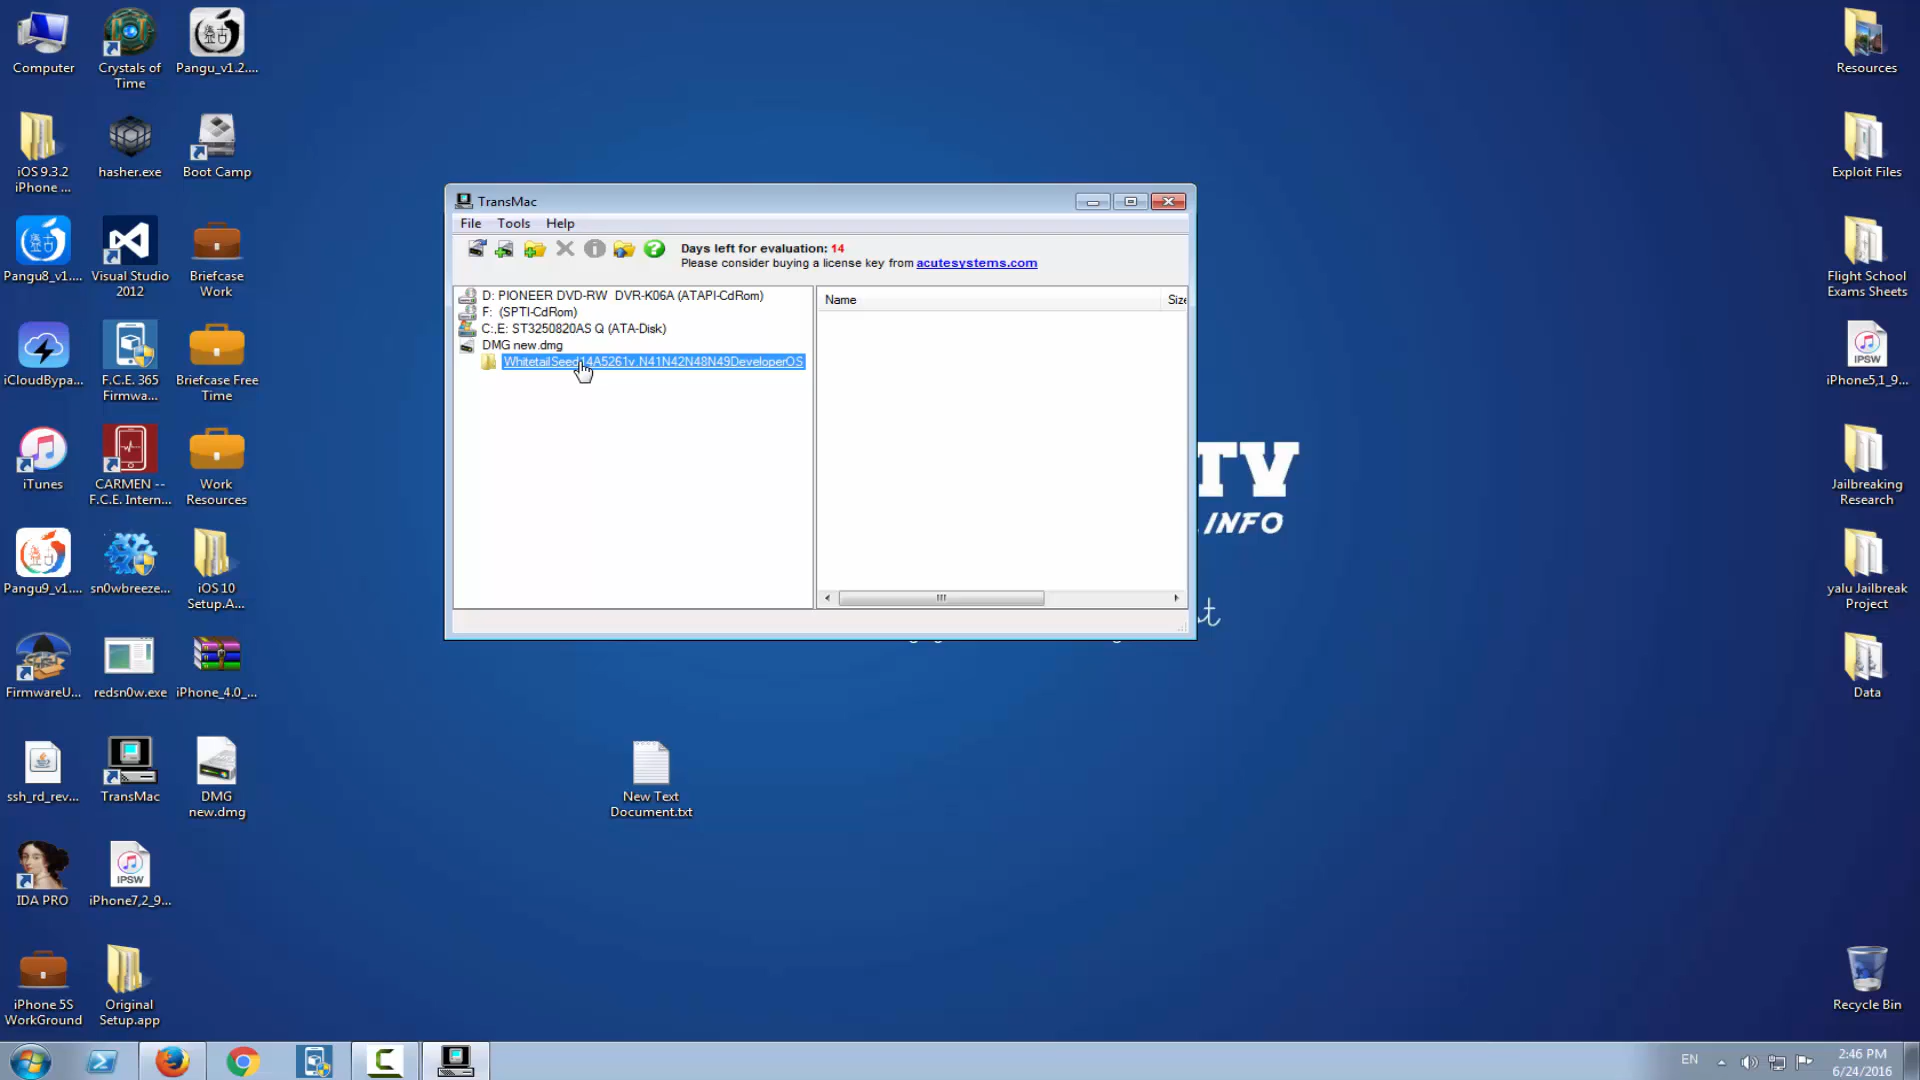 Computer
Crystals of
Time
Pangu_v1.2....
iOS 9.3.2
iPhone ...
hasher.exe
Boot Camp
Pangu8_v1....
Visual Studio
2012
Briefcase
Work
iCloudBypa...
F.C.E. 365
Firmwa...
Briefcase Free
Time
iTunes
CARMEN --
F.C.E. Intern...
Work
Resources
Pangu9_v1....
sn0wbreeze...
iOS 10
Setup.A...
FirmwareU...
redsn0w.exe
iPhone_4.0_...
ssh_rd_rev...
TransMac
DMG
new.dmg
IDA PRO
IPSW
iPhone7,2_9...
iPhone 5S
WorkGround
Original
Setup.app
TransMac
File Tools Help
Days left for evaluation: 14
Please consider buying a license key from acutesystems.com
D: PIONEER DVD-RW DVR-K06A (ATAPI-CdRom)
F: (SPTI-CdRom)
C:,E: ST3250820AS Q (ATA-Disk)
DMG new.dmg
WhitetailSeed14A5261v.N41N42N48N49DeveloperOS
Name Size
TV
.INFO
t
New Text
Document.txt
Resources
Exploit Files
Flight School
Exams Sheets
IPSW
iPhone5,1_9...
Jailbreaking
Research
yalu Jailbreak
Project
Data
Recycle Bin
EN
2:46 PM
6/24/2016